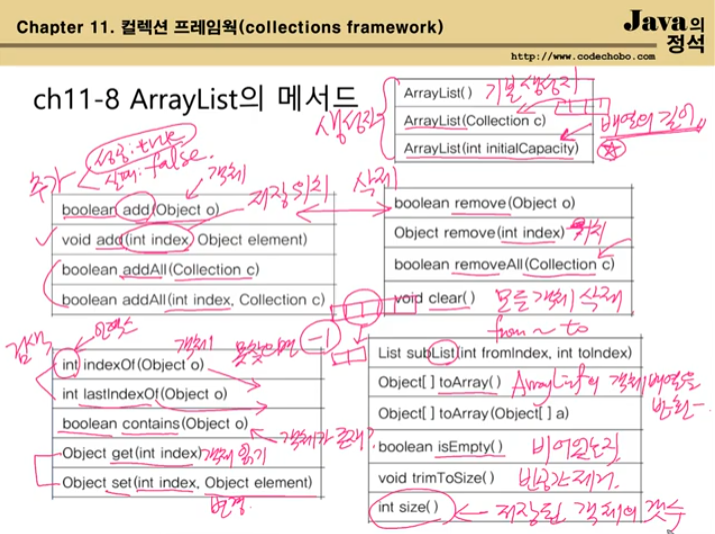 Chapter 11. 컬렉션 프레임웍(collections framework)
Java의
정석
http://www.codechobo.com
ch11-8 ArrayList의 메서드
생성자
ArrayList() 기본 생성자
ArrayList(Collection c)
ArrayList(int initialCapacity)
배열의 길이
추가
성공:true
실패:false.
객체
저장위치
boolean add(Object o)
void add(int index, Object element)
boolean addAll(Collection c)
boolean addAll(int index, Collection c)
삭제
boolean remove(Object o)
Object remove(int index) 위치
boolean removeAll(Collection c)
void clear() 모든 객체 삭제
검색
인덱스
객체
못찾으면 -1
int indexOf(Object o)
int lastIndexOf(Object o)
boolean contains(Object o)
객체가 존재?
Object get(int index) 객체 읽기
Object set(int index, Object element)
변경
from ~ to
List subList(int fromIndex, int toIndex)
Object[] toArray() ArrayList의 객체 배열을
반환
Object[] toArray(Object[] a)
boolean isEmpty() 비어있는지
void trimToSize() 빈공간제거.
int size() 저장된 객체의 갯수